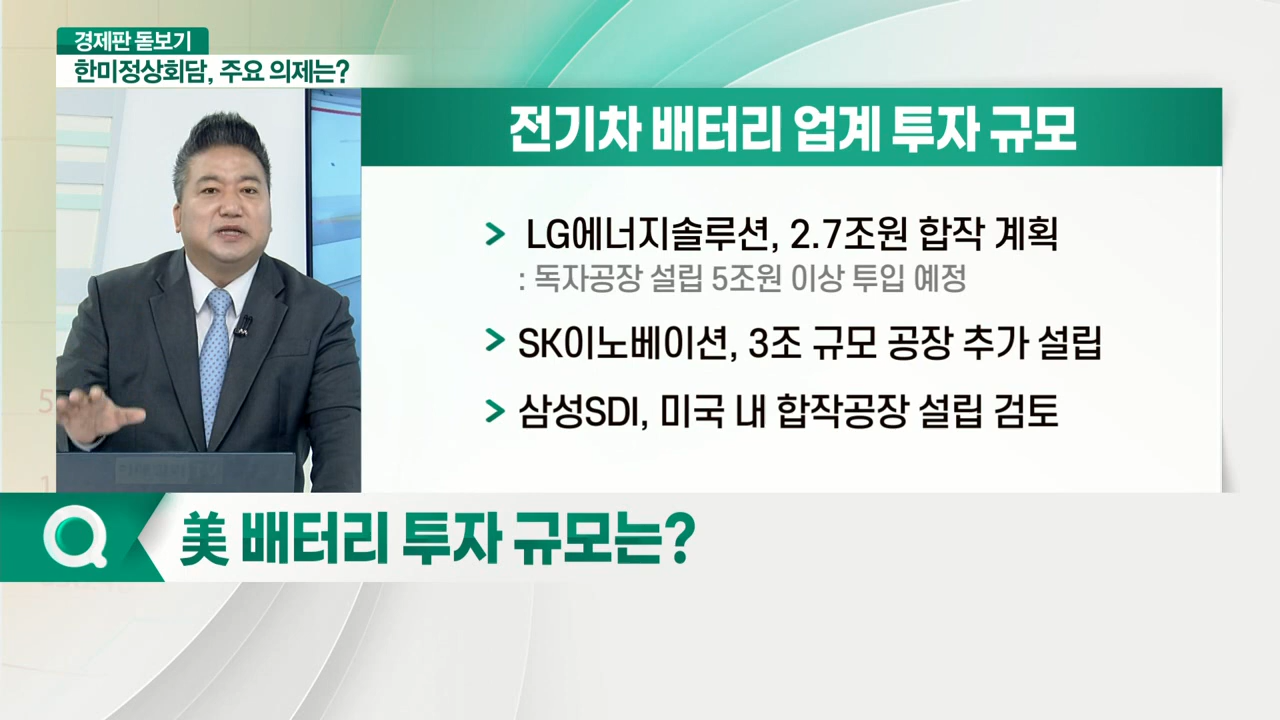 경제판 돋보기
한미정상회담, 주요 의제는?
전기차 배터리 업계 투자 규모
> LG에너지솔루션, 2.7조원 합작 계획
: 독자공장 설립 5조원 이상 투입 예정
> SK이노베이션, 3조 규모 공장 추가 설립
> 삼성SDI, 미국 내 합작공장 설립 검토
Q 美 배터리 투자 규모는?